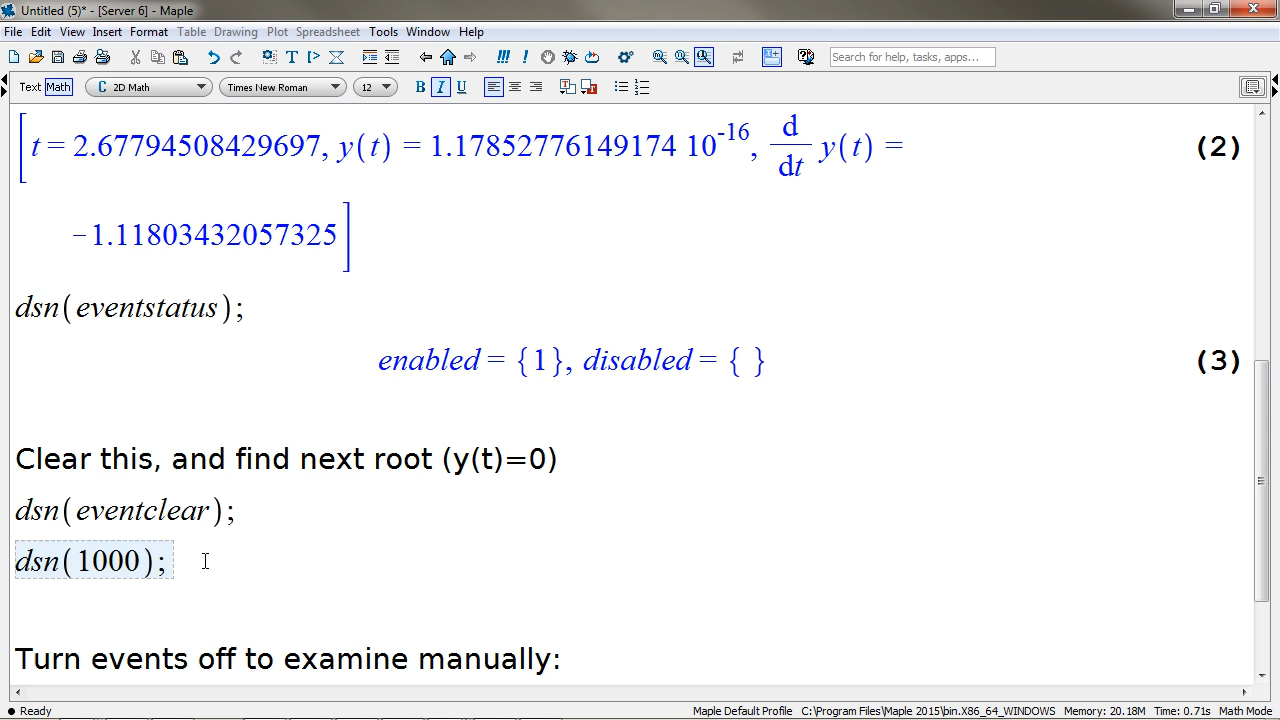 Untitled (5)* - [Server 6] - Maple
File Edit View Insert Format Table Drawing Plot Spreadsheet Tools Window Help
Search for help, tasks, apps...
Text Math C 2D Math Times New Roman 12 B I U
[t = 2.67794508429697, y(t) = 1.17852776149174 10^-16, d/dt y(t) = (2)
-1.11803432057325]
dsn(eventstatus);
enabled = {1}, disabled = { } (3)
Clear this, and find next root (y(t)=0)
dsn(eventclear);
dsn(1000);
Turn events off to examine manually:
Ready Maple Default Profile C:\Program Files\Maple 2015\bin.X86_64_WINDOWS Memory: 20.18M Time: 0.71s Math Mode